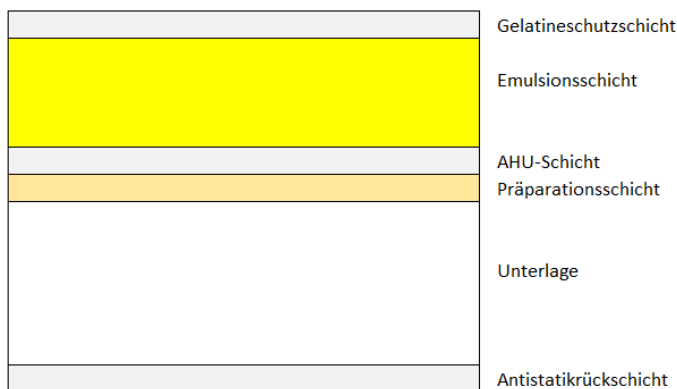 Gelatineschutzschicht
Emulsionsschicht
AHU-Schicht
Präparationsschicht
Unterlage
Antistatikrückschicht